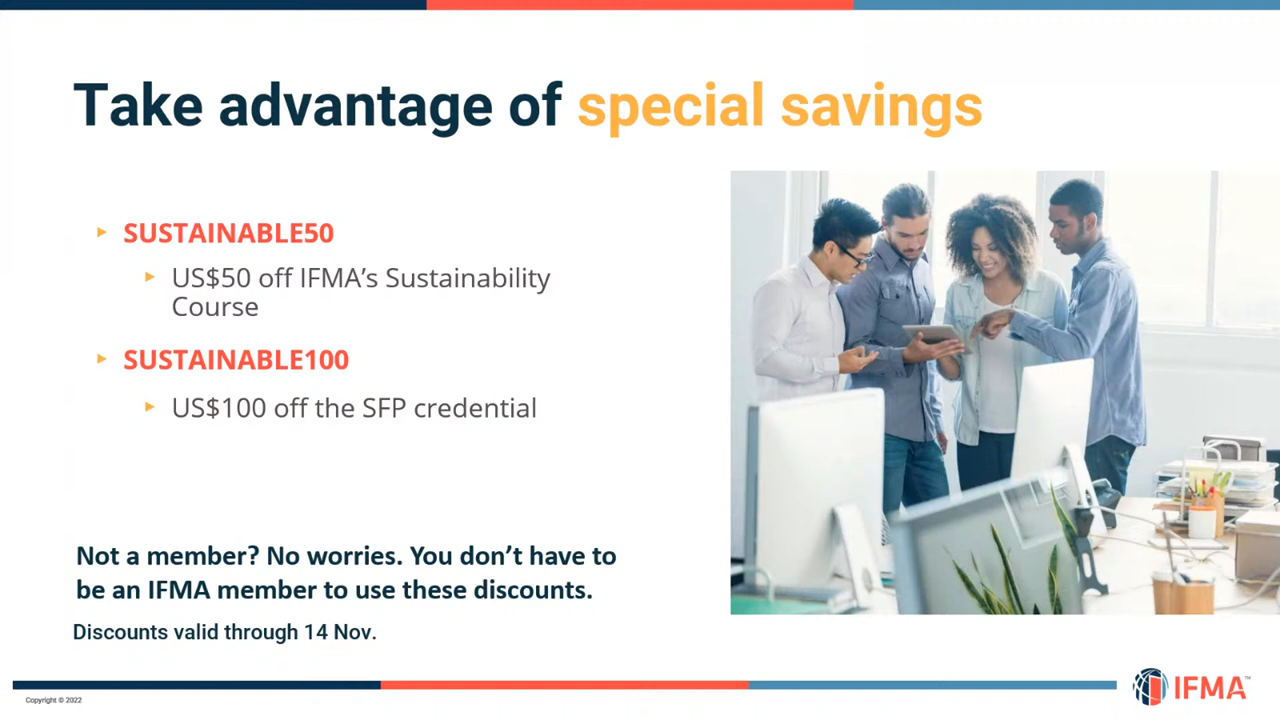 Take advantage of special savings
SUSTAINABLE50
US$50 off IFMA’s Sustainability
Course
SUSTAINABLE100
US$100 off the SFP credential
Not a member? No worries. You don’t have to
be an IFMA member to use these discounts.
Discounts valid through 14 Nov.
Copyright © 2022
IFMA™